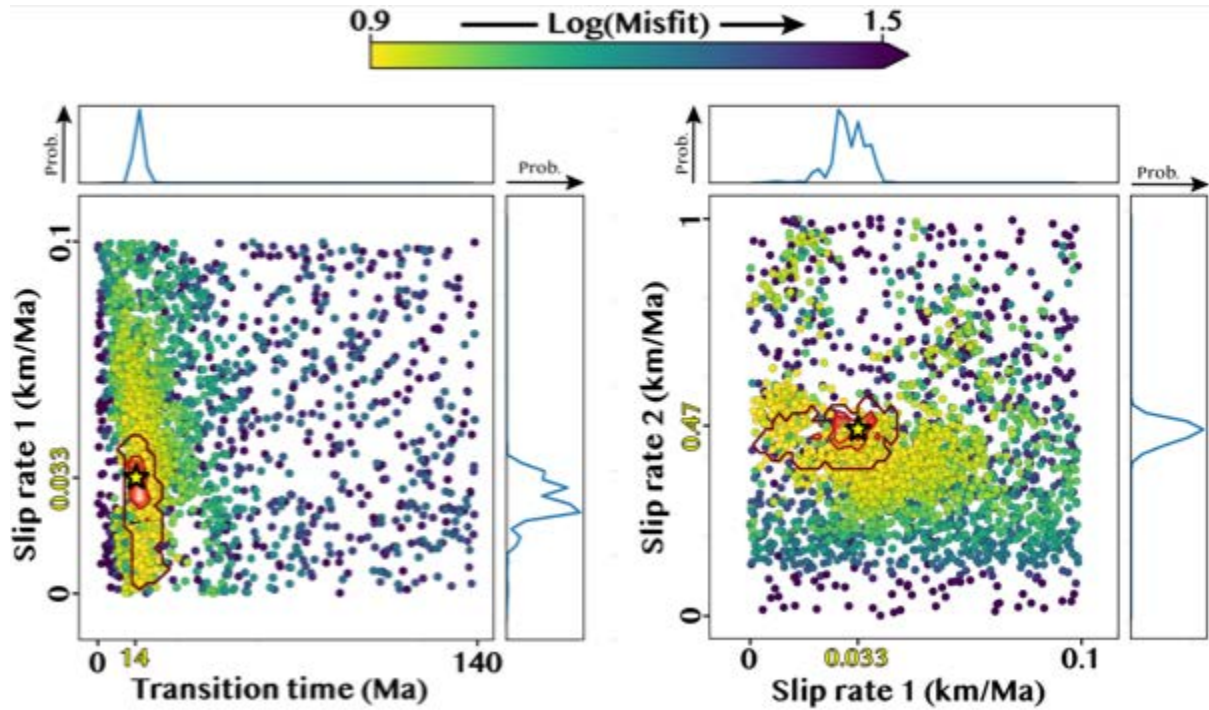 0.9 Log(Misfit) 1.5
Prob.
Prob.
Prob.
Prob.
0.1
0.033
0
Slip rate 1 (km/Ma)
0 14 140
Transition time (Ma)
1
0.47
0
Slip rate 2 (km/Ma)
0 0.033 0.1
Slip rate 1 (km/Ma)